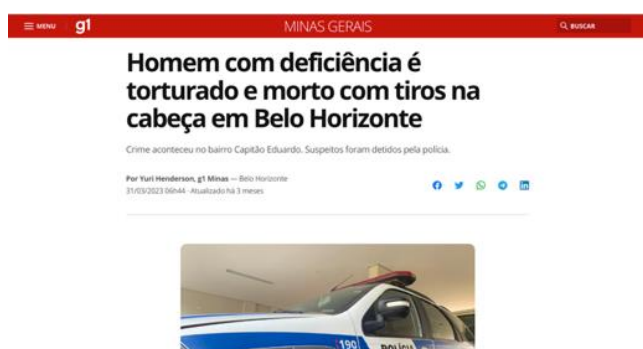 MENU
g1
MINAS GERAIS
BUSCAR
Homem com deficiência é
torturado e morto com tiros na
cabeça em Belo Horizonte
Crime aconteceu no bairro Capitão Eduardo. Suspeitos foram detidos pela polícia.
Por Yuri Henderson, g1 Minas — Belo Horizonte
31/03/2023 06h44 · Atualizado há 3 meses
190
POLÍCIA